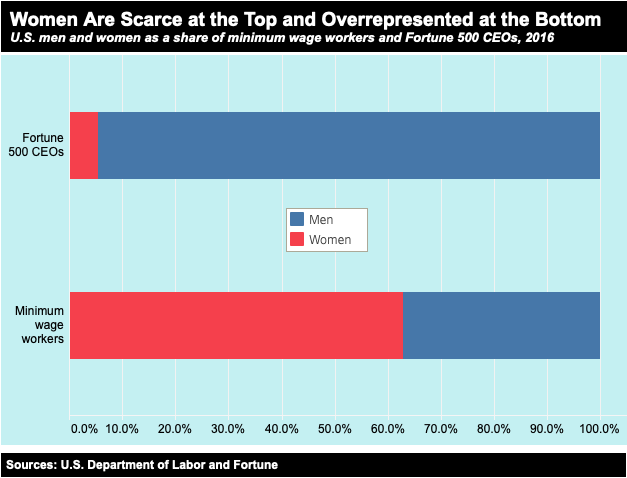 Women Are Scarce at the Top and Overrepresented at the Bottom
U.S. men and women as a share of minimum wage workers and Fortune 500 CEOs, 2016
Fortune
500 CEOs
Men
Women
Minimum
wage
workers
0.0% 10.0% 20.0% 30.0% 40.0% 50.0% 60.0% 70.0% 80.0% 90.0% 100.0%
Sources: U.S. Department of Labor and Fortune